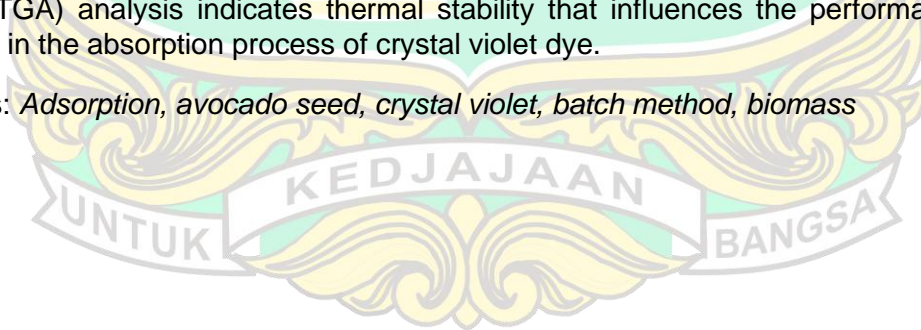 TGA) analysis indicates thermal stability that influences the performa
in the absorption process of crystal violet dye.
: Adsorption, avocado seed, crystal violet, batch method, biomass
UNTUK KEDJAJAAN BANGSA